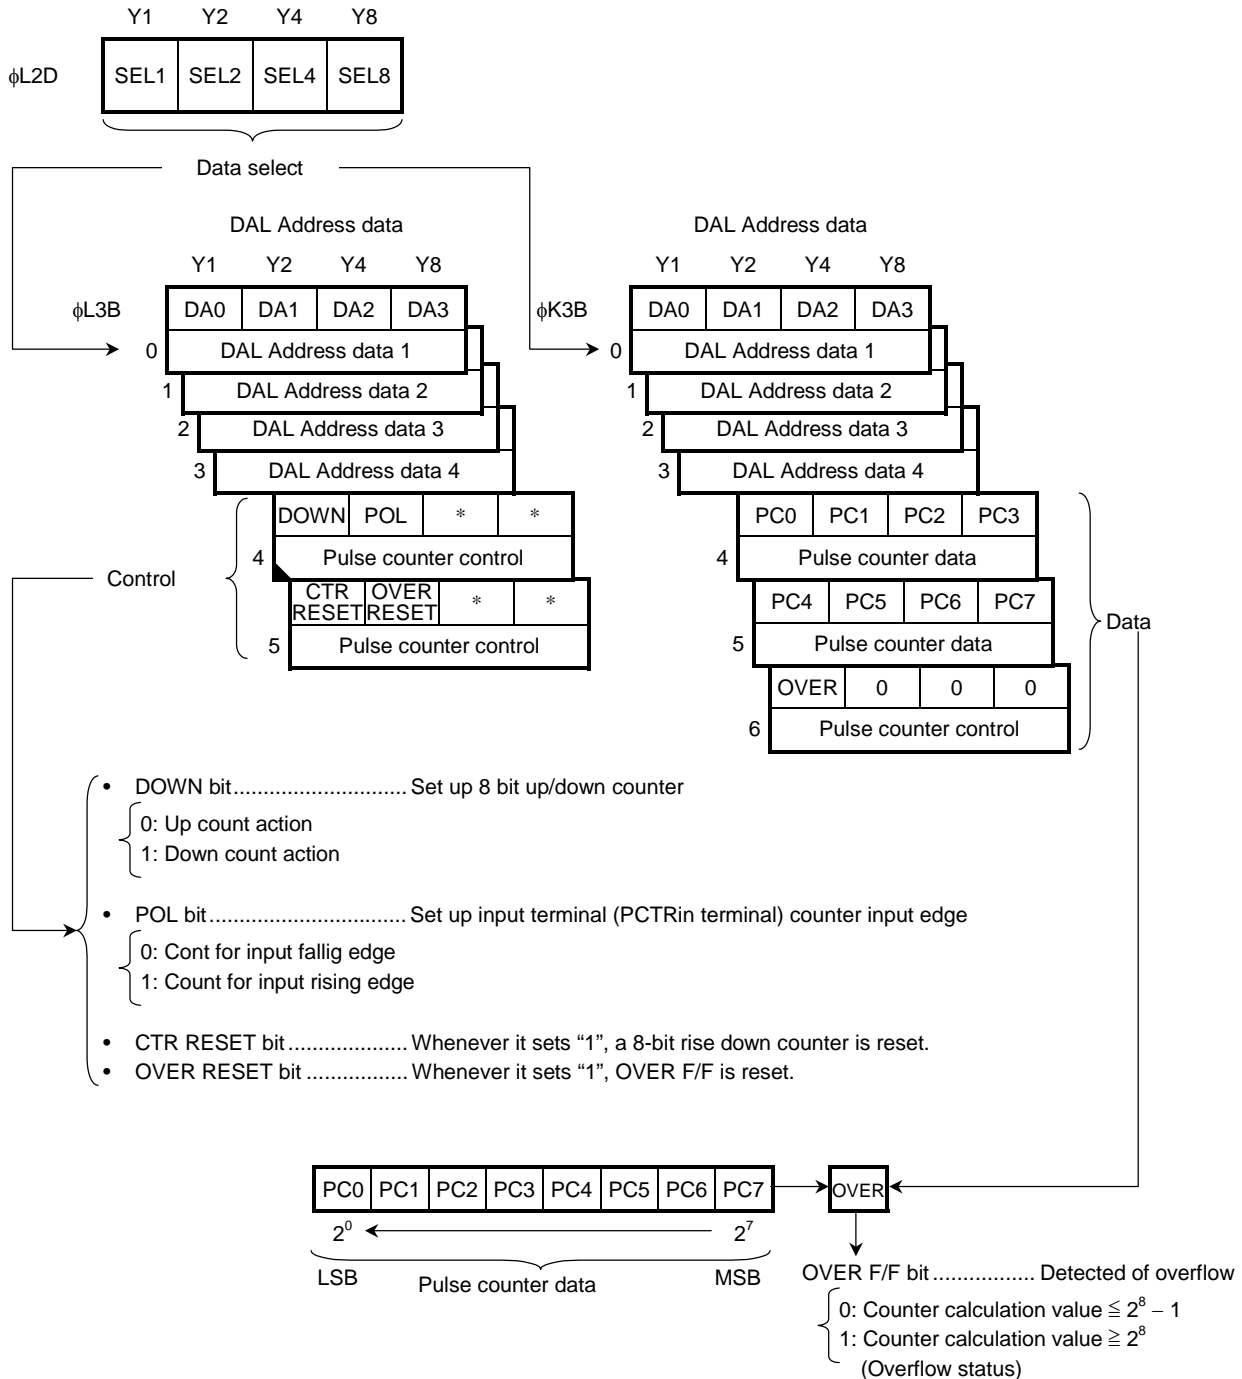 Y1 Y2 Y4 Y8
ϕL2D SEL1 SEL2 SEL4 SEL8
Data select
DAL Address data DAL Address data
Y1 Y2 Y4 Y8 Y1 Y2 Y4 Y8
ϕL3B DA0 DA1 DA2 DA3 ϕK3B DA0 DA1 DA2 DA3
0 DAL Address data 1 0 DAL Address data 1
1 DAL Address data 2 1 DAL Address data 2
2 DAL Address data 3 2 DAL Address data 3
3 DAL Address data 4 3 DAL Address data 4
DOWN POL * * PC0 PC1 PC2 PC3
4 Pulse counter control 4 Pulse counter data
Control
CTR RESET OVER RESET * * PC4 PC5 PC6 PC7
5 Pulse counter control 5 Pulse counter data
Data
OVER 0 0 0
6 Pulse counter control
• DOWN bit............................. Set up 8 bit up/down counter
0: Up count action
1: Down count action
• POL bit................................. Set up input terminal (PCTRin terminal) counter input edge
0: Cont for input fallig edge
1: Count for input rising edge
• CTR RESET bit .................... Whenever it sets “1”, a 8-bit rise down counter is reset.
• OVER RESET bit ................. Whenever it sets “1”, OVER F/F is reset.
PC0 PC1 PC2 PC3 PC4 PC5 PC6 PC7 OVER
2⁰ 2⁷
LSB Pulse counter data MSB
OVER F/F bit ................. Detected of overflow
0: Counter calculation value ≦ 2⁸ − 1
1: Counter calculation value ≧ 2⁸
(Overflow status)